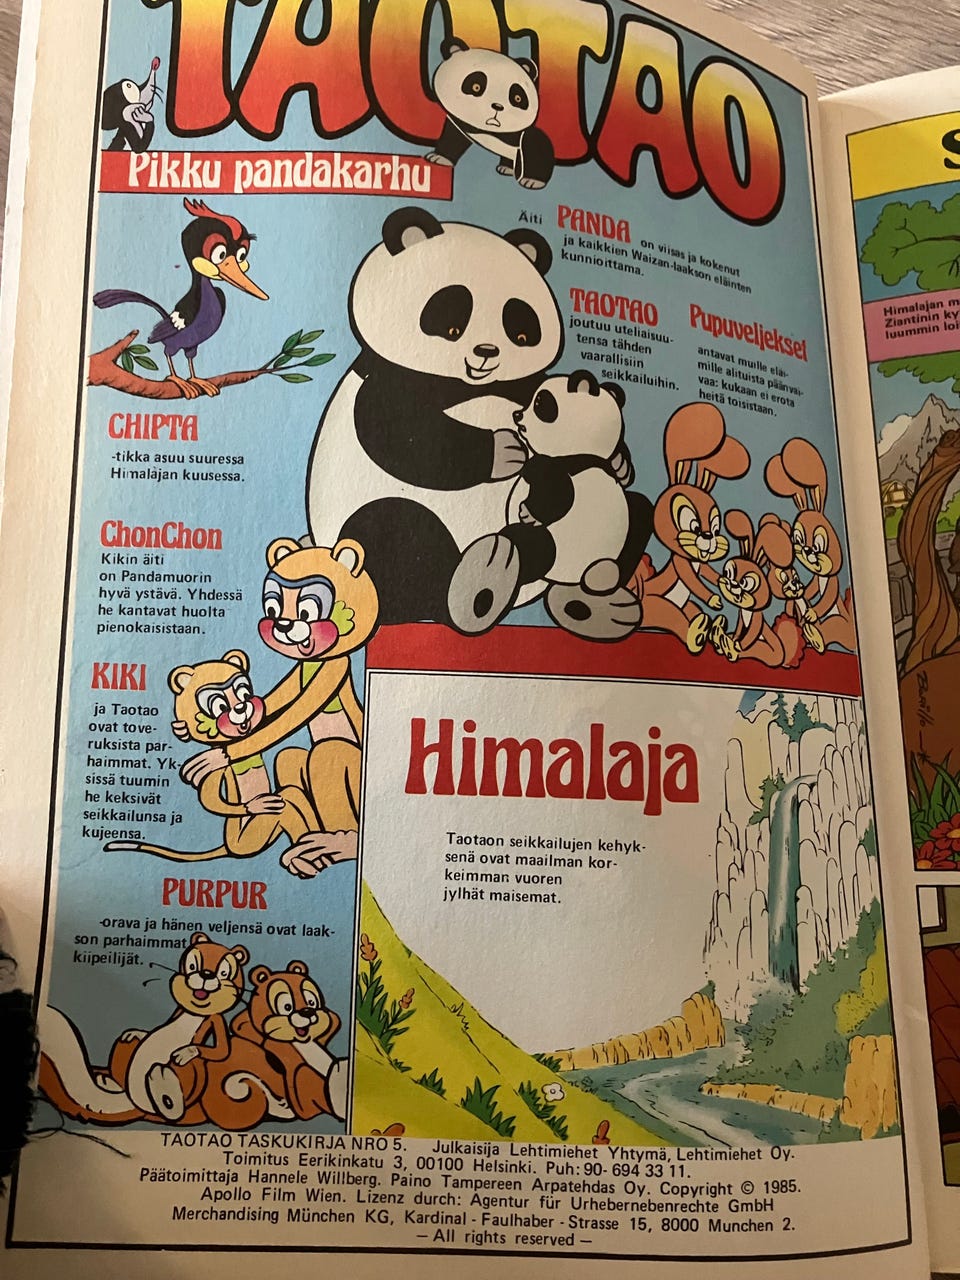 TAOTAO
Pikku pandakarhu
Äiti PANDA on viisas ja kokenut
ja kaikkien Waizan-laakson eläinten
kunnioittama.
TAOTAO
joutuu uteliaisuu-
tensa tähden
vaarallisiin
seikkailuihin.
Pupuveljekset
antavat muille eläi-
mille alituista päänvai-
vaa: kukaan ei erota
heitä toisistaan.
CHIPTA
-tikka asuu suuressa
Himalajan kuusessa.
ChonChon
Kikin äiti
on Pandamuorin
hyvä ystävä. Yhdessä
he kantavat huolta
pienokaisistaan.
KIKI
ja Taotao
ovat tove-
ruksista par-
haimmat. Yk-
sissä tuumin
he keksivät
seikkailunsa ja
kujeensa.
PURPUR
-orava ja hänen veljensä ovat laak-
son parhaimmat
kiipeilijät.
Himalaja
Taotaon seikkailujen kehyk-
senä ovat maailman kor-
keimman vuoren
jylhät maisemat.
TAOTAO TASKUKIRJA NRO 5. Julkaisija Lehtimiehet Yhtymä, Lehtimiehet Oy.
Toimitus Eerikinkatu 3, 00100 Helsinki. Puh: 90- 694 33 11.
Päätoimittaja Hannele Willberg. Paino Tampereen Arpatehdas Oy. Copyright © 1985.
Apollo Film Wien. Lizenz durch: Agentur für Urhebernebenrechte GmbH
Merchandising München KG, Kardinal - Faulhaber - Strasse 15, 8000 Munchen 2.
— All rights reserved —
S
Himalajan m
Ziantinin ky
luummin loi